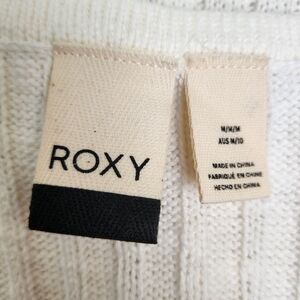 ROXY
M/M/M
AUS M/10
MADE IN CHINA
FABRIQUÉ EN CHINE
HECHO EN CHINA